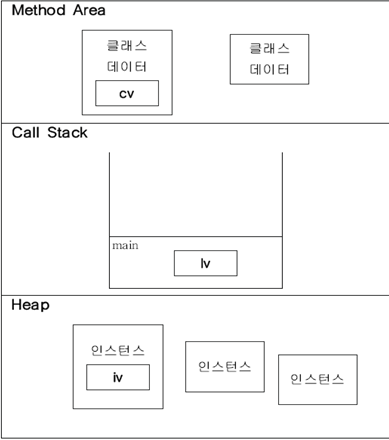 Method Area
클래스
데이터
cv
클래스
데이터
Call Stack
main
lv
Heap
인스턴스
iv
인스턴스
인스턴스